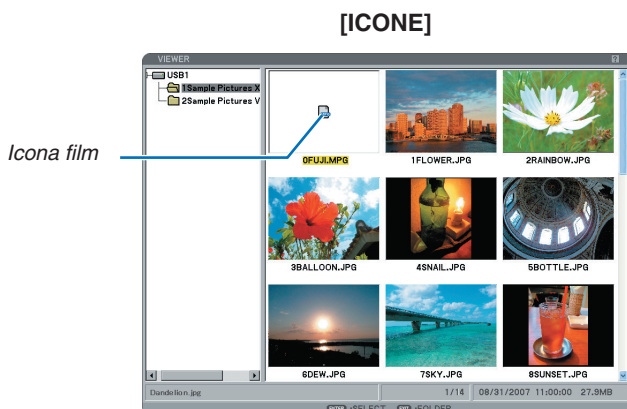 [ICONE]
VIEWER
USB1
1Sample Pictures X
2Sample Pictures V
Icona film
0FUJI.MPG
1FLOWER.JPG
2RAINBOW.JPG
3BALLOON.JPG
4SNAIL.JPG
5BOTTLE.JPG
6DEW.JPG
7SKY.JPG
8SUNSET.JPG
Dandelion.jpg
1/14
08/31/2007 11:00:00 27.9MB
:SELECT
:FOLDER